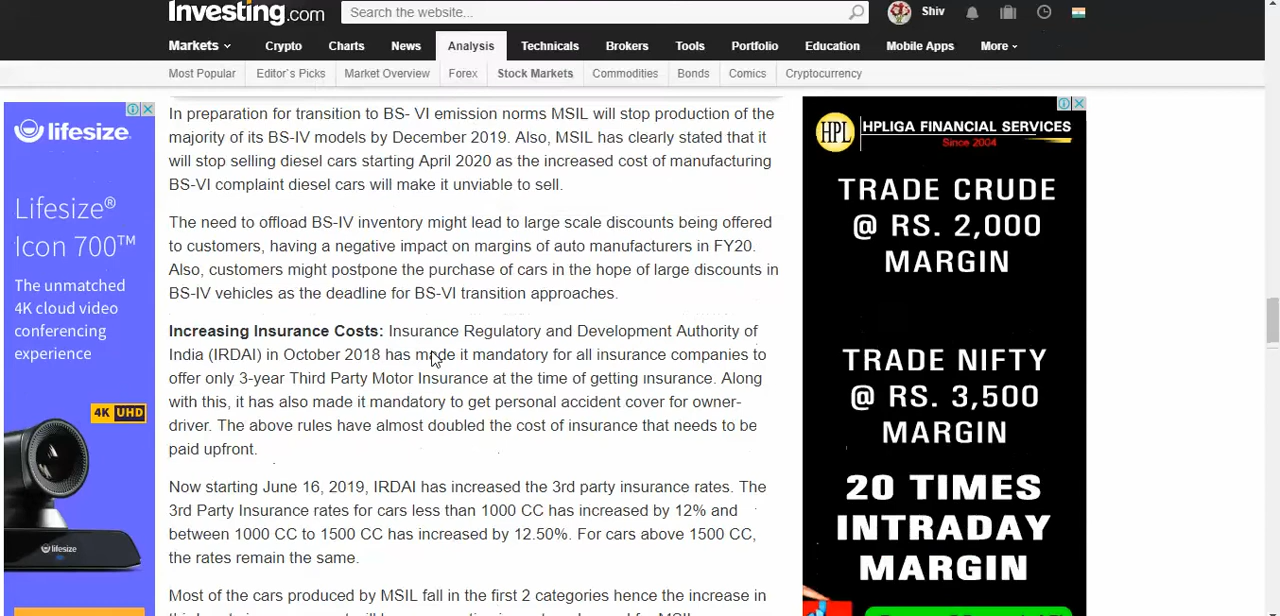 Investing.com
Search the website...
Shiv
Markets Crypto Charts News Analysis Technicals Brokers Tools Portfolio Education Mobile Apps More
Most Popular Editor's Picks Market Overview Forex Stock Markets Commodities Bonds Comics Cryptocurrency
In preparation for transition to BS- VI emission norms MSIL will stop production of the
majority of its BS-IV models by December 2019. Also, MSIL has clearly stated that it
will stop selling diesel cars starting April 2020 as the increased cost of manufacturing
BS-VI complaint diesel cars will make it unviable to sell.
The need to offload BS-IV inventory might lead to large scale discounts being offered
to customers, having a negative impact on margins of auto manufacturers in FY20.
Also, customers might postpone the purchase of cars in the hope of large discounts in
BS-IV vehicles as the deadline for BS-VI transition approaches.
Increasing Insurance Costs: Insurance Regulatory and Development Authority of
India (IRDAI) in October 2018 has made it mandatory for all insurance companies to
offer only 3-year Third Party Motor Insurance at the time of getting insurance. Along
with this, it has also made it mandatory to get personal accident cover for owner-
driver. The above rules have almost doubled the cost of insurance that needs to be
paid upfront.
Now starting June 16, 2019, IRDAI has increased the 3rd party insurance rates. The
3rd Party Insurance rates for cars less than 1000 CC has increased by 12% and
between 1000 CC to 1500 CC has increased by 12.50%. For cars above 1500 CC,
the rates remain the same.
Most of the cars produced by MSIL fall in the first 2 categories hence the increase in
lifesize
Lifesize®
Icon 700™
The unmatched
4K cloud video
conferencing
experience
4K UHD
lifesize
HPL HPLIGA FINANCIAL SERVICES
Since 2004
TRADE CRUDE
@ RS. 2,000
MARGIN
TRADE NIFTY
@ RS. 3,500
MARGIN
20 TIMES
INTRADAY
MARGIN